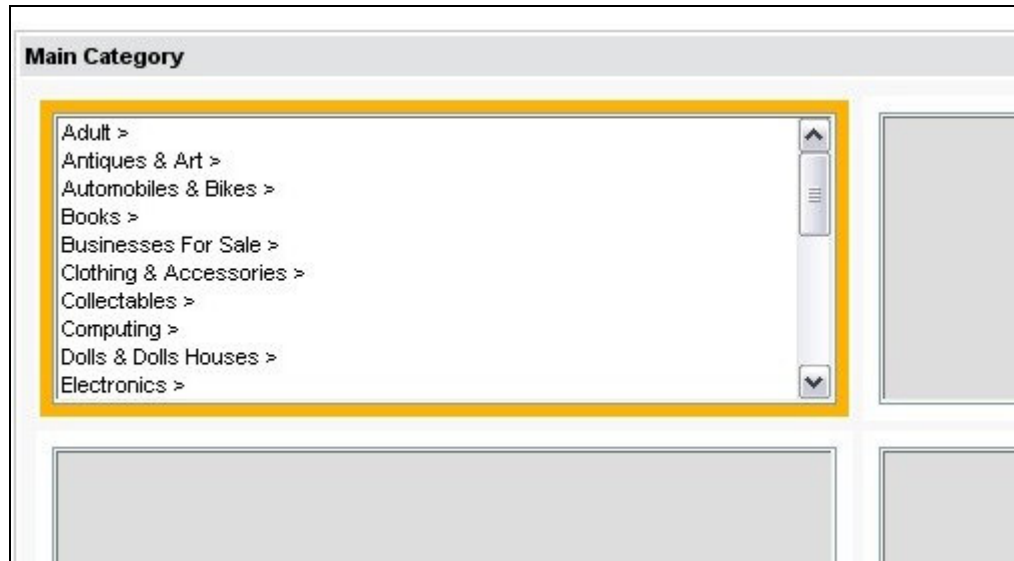 Main Category
Adult >
Antiques & Art >
Automobiles & Bikes >
Books >
Businesses For Sale >
Clothing & Accessories >
Collectables >
Computing >
Dolls & Dolls Houses >
Electronics >